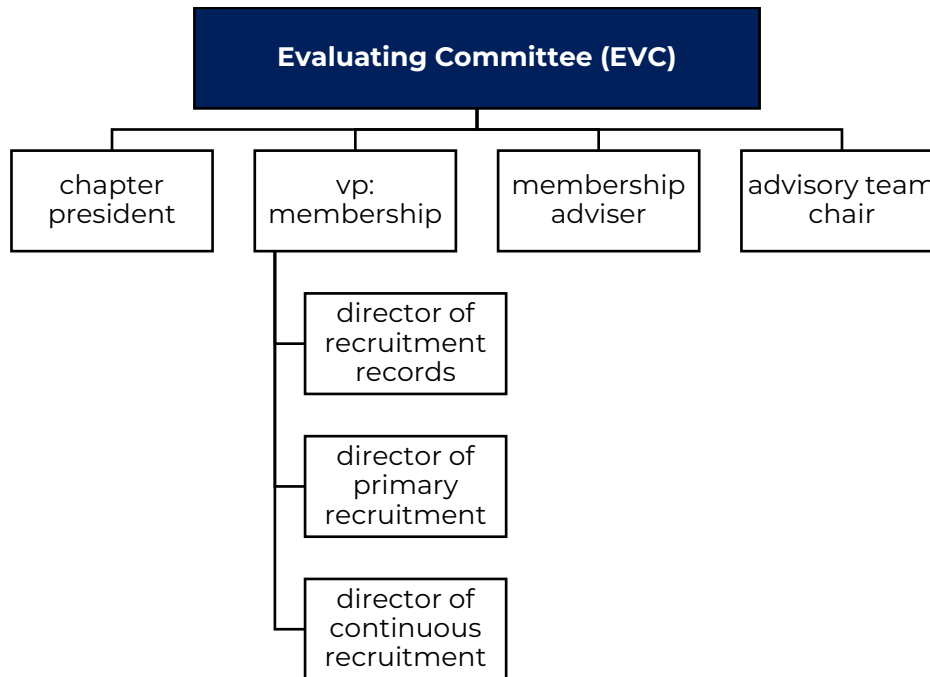 Evaluating Committee (EVC)
chapter
president
vp:
membership
membership
adviser
advisory team
chair
director of
recruitment
records
director of
primary
recruitment
director of
continuous
recruitment